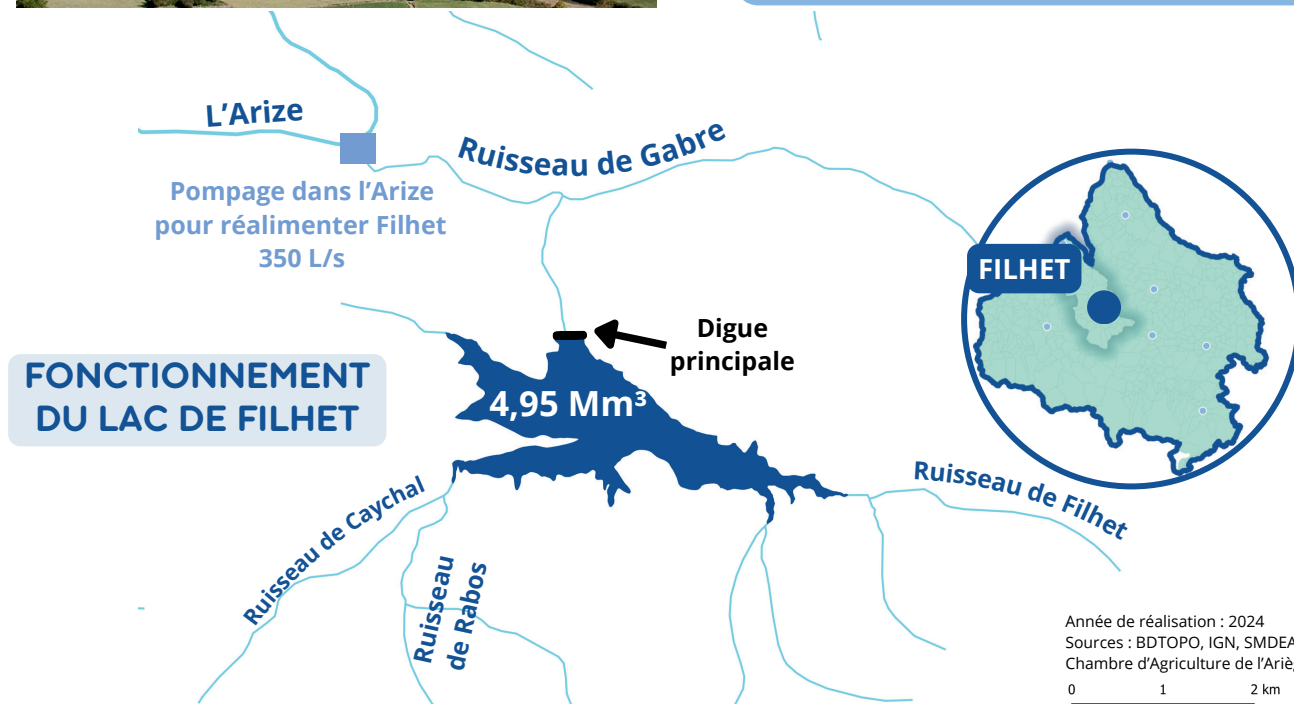 L'Arize
Ruisseau de Gabre
Pompage dans l'Arize
pour réalimenter Filhet
350 L/s
FILHET
Digue
principale
FONCTIONNEMENT
DU LAC DE FILHET
4,95 Mm³
Ruisseau de Caychal
Ruisseau
de Rabos
Ruisseau de Filhet
Année de réalisation : 2024
Sources : BDTOPO, IGN, SMDEA
Chambre d'Agriculture de l'Arièg
0 1 2 km